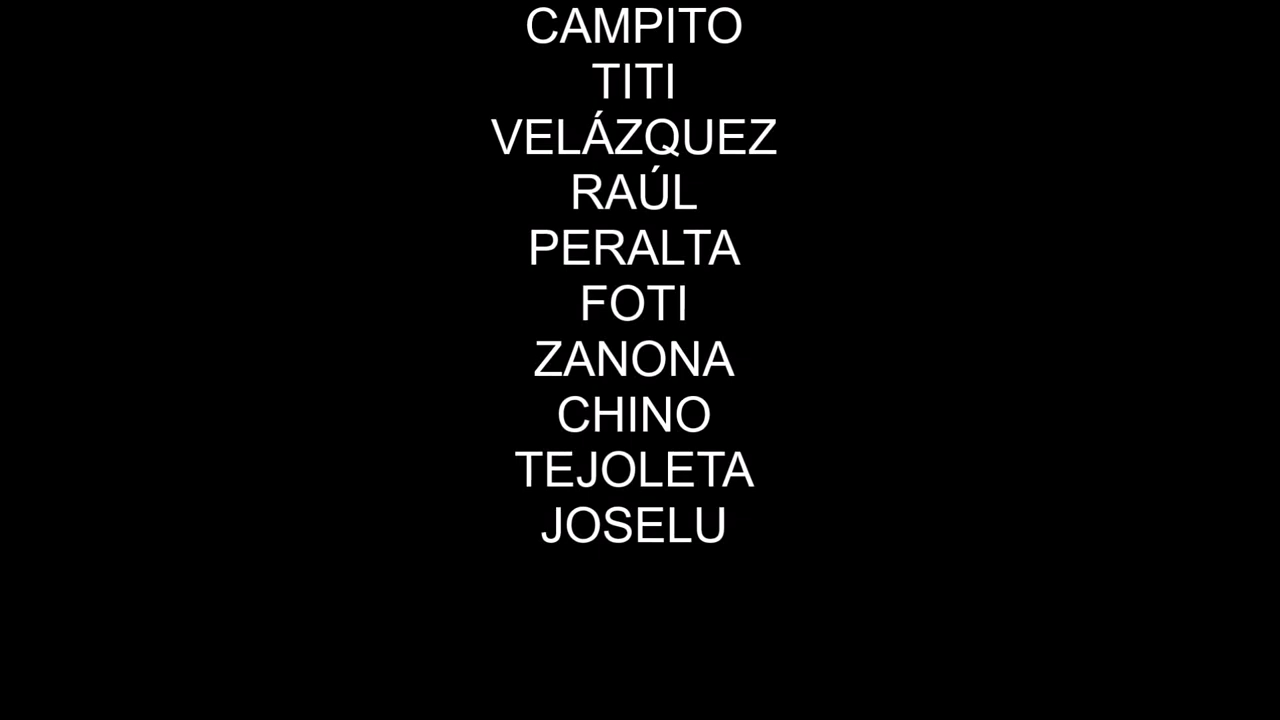 CAMPITO
TITI
VELÁZQUEZ
RAÚL
PERALTA
FOTI
ZANONA
CHINO
TEJOLETA
JOSELU